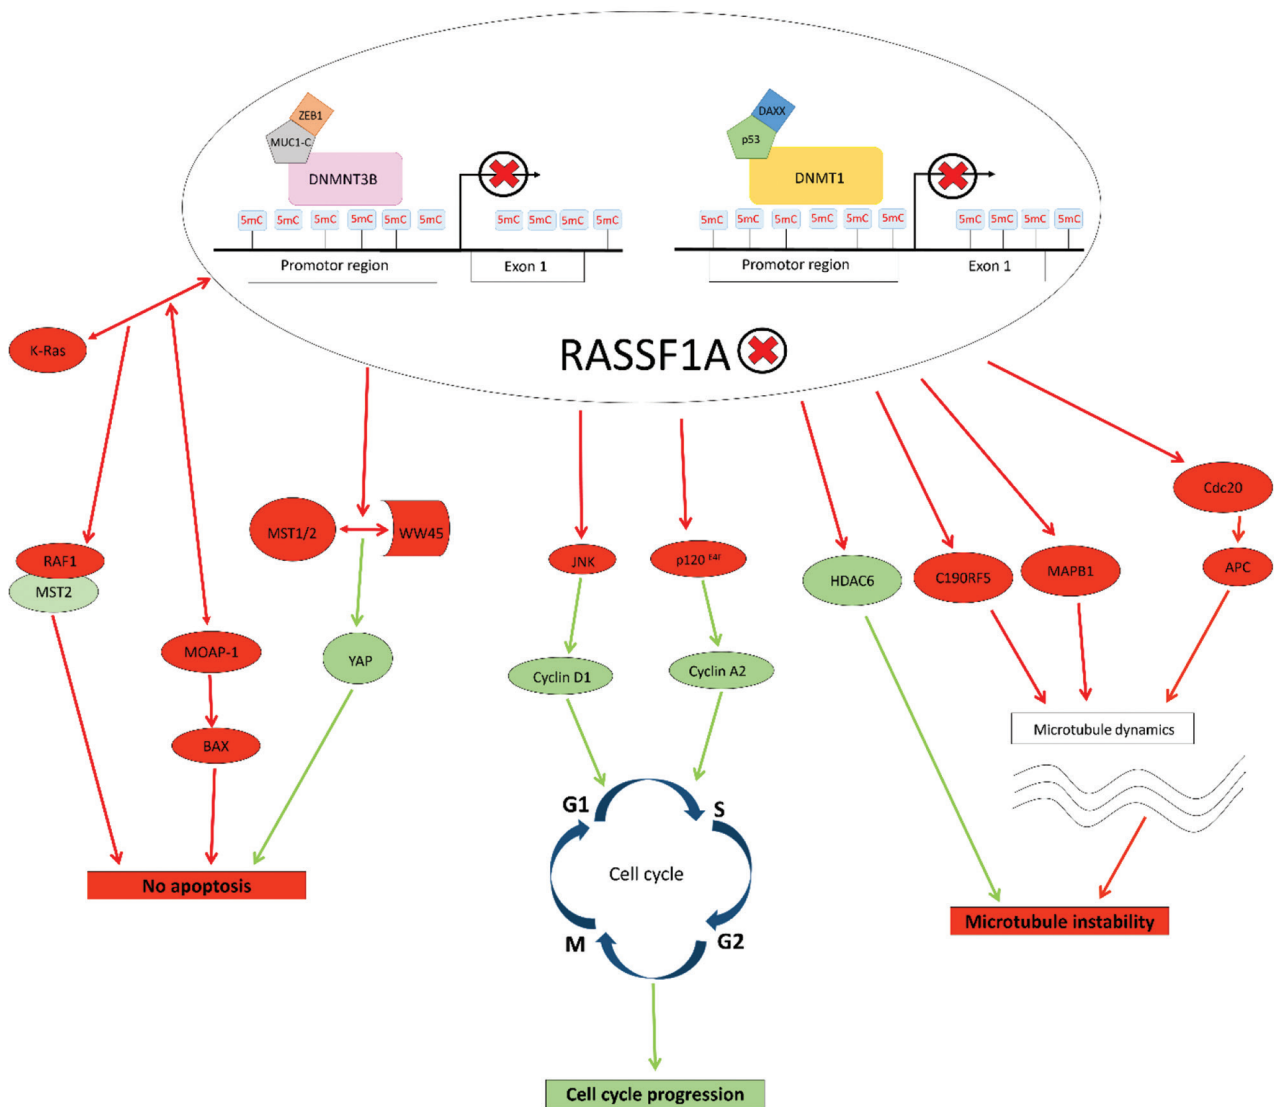 ZEB1
MUC1-C
DNMNT3B
5mC 5mC 5mC 5mC 5mC 5mC 5mC 5mC 5mC 5mC
Promotor region
Exon 1
DAXX
p53
DNMT1
5mC 5mC 5mC 5mC 5mC 5mC 5mC 5mC 5mC 5mC
Promotor region
Exon 1
RASSF1A
K-Ras
RAF1
MST2
MOAP-1
BAX
MST1/2
WW45
YAP
No apoptosis
JNK
p120 E4F
Cyclin D1
Cyclin A2
G1
S
Cell cycle
M
G2
Cell cycle progression
HDAC6
C190RF5
MAPB1
Cdc20
APC
Microtubule dynamics
Microtubule instability